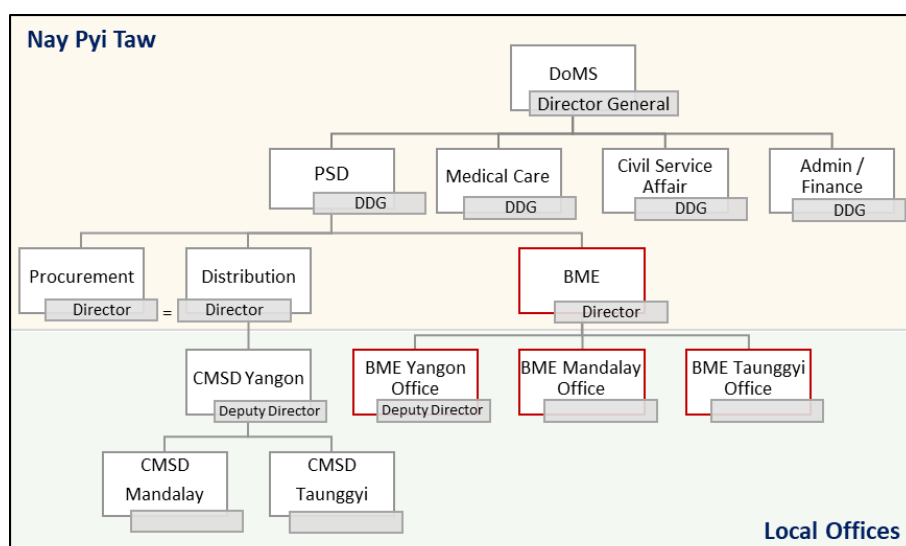 Nay Pyi Taw
DoMS
Director General
PSD
DDG
Medical Care
DDG
Civil Service
Affair
DDG
Admin /
Finance
DDG
Procurement
Director
=
Distribution
Director
BME
Director
CMSD Yangon
Deputy Director
BME Yangon
Office
Deputy Director
BME Mandalay
Office
BME Taunggyi
Office
CMSD
Mandalay
CMSD
Taunggyi
Local Offices